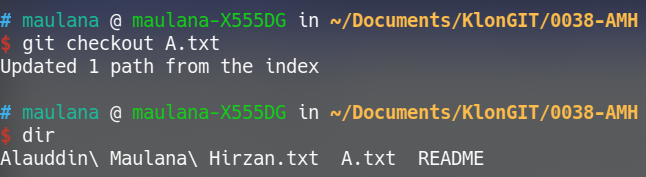 # maulana @ maulana-X555DG in ~/Documents/KlonGIT/0038-AMH
$ git checkout A.txt
Updated 1 path from the index
# maulana @ maulana-X555DG in ~/Documents/KlonGIT/0038-AMH
$ dir
Alauddin\ Maulana\ Hirzan.txt  A.txt  README